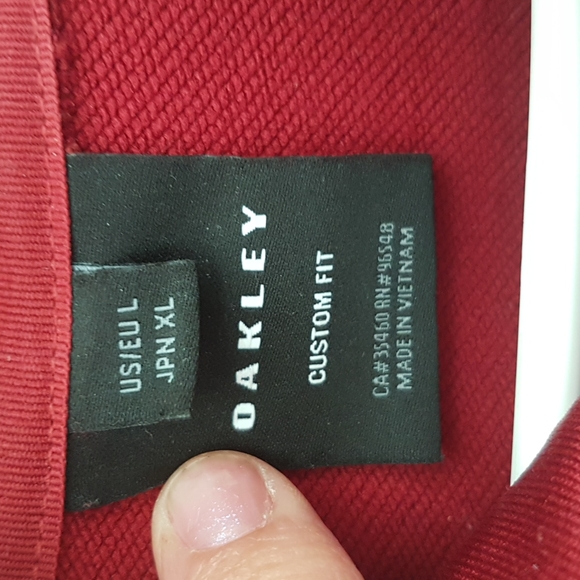 US/EU L
JPN XL
OAKLEY
CUSTOM FIT
CA#35460 RN#96548
MADE IN VIETNAM